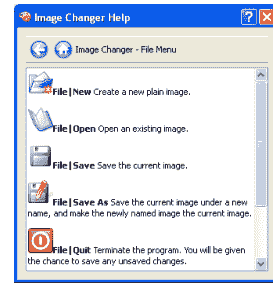 Image Changer Help
Image Changer - File Menu
File|New Create a new plain image.
File|Open Open an existing image.
File|Save Save the current image.
File|Save As Save the current image under a new
name, and make the newly named image the current image.
File|Quit Terminate the program. You will be given
the chance to save any unsaved changes.